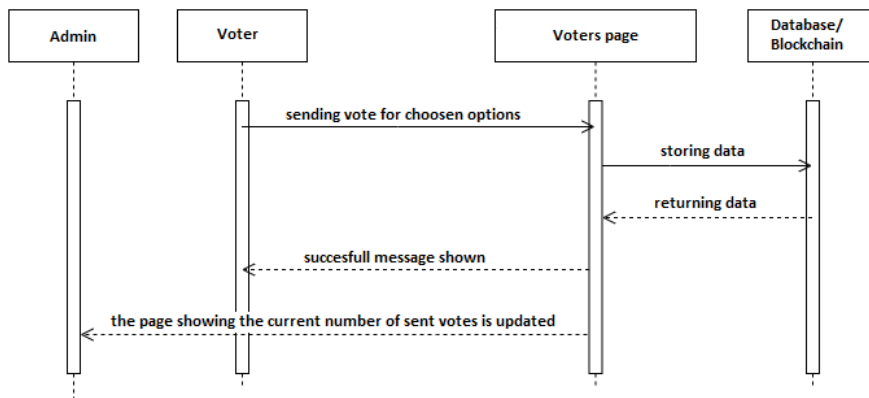 Admin
Voter
Voters page
Database/
Blockchain
sending vote for choosen options
storing data
returning data
succesfull message shown
the page showing the current number of sent votes is updated